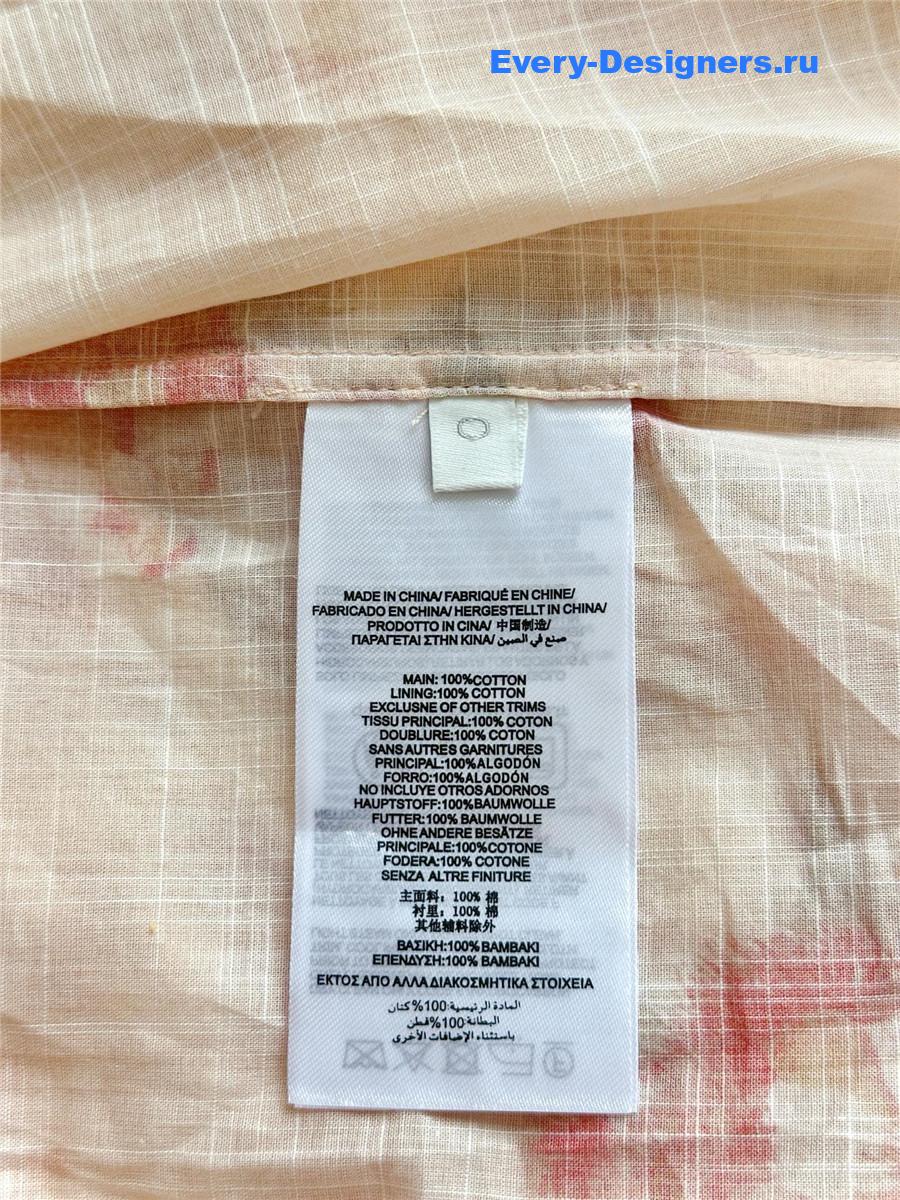 Every-Designers.ru
0
MADE IN CHINA/ FABRIQUÉ EN CHINE/
FABRICADO EN CHINA/ HERGESTELLT IN CHINA/
PRODOTTO IN CINA/ 中国制造/
ΠΑΡΑΓΕΤΑΙ ΣΤΗΝ ΚΙΝΑ/ صنع في الصين
MAIN: 100%COTTON
LINING:100% COTTON
EXCLUSNE OF OTHER TRIMS
TISSU PRINCIPAL:100% COTON
DOUBLURE:100% COTON
SANS AUTRES GARNITURES
PRINCIPAL:100%ALGODÓN
FORRO:100%ALGODÓN
NO INCLUYE OTROS ADORNOS
HAUPTSTOFF:100%BAUMWOLLE
FUTTER:100% BAUMWOLLE
OHNE ANDERE BESÄTZE
PRINCIPALE:100%COTONE
FODERA:100% COTONE
SENZA ALTRE FINITURE
主面料: 100% 棉
衬里: 100% 棉
其他辅料除外
ΒΑΣΙΚΗ:100% ΒΑΜΒΑΚΙ
ΕΠΕΝΔΥΣΗ:100% ΒΑΜΒΑΚΙ
ΕΚΤΟΣ ΑΠΟ ΑΛΛΑ ΔΙΑΚΟΣΜΗΤΙΚΑ ΣΤΟΙΧΕΙΑ
المادة الرئيسية:100% كتان
البطانة:100% قطن
باستثناء الإضافات الأخرى